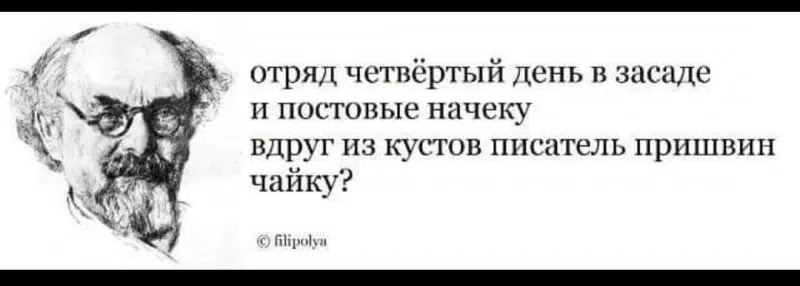 отряд четвёртый день в засаде
и постовые начеку
вдруг из кустов писатель пришвин
чайку?
© filipolya